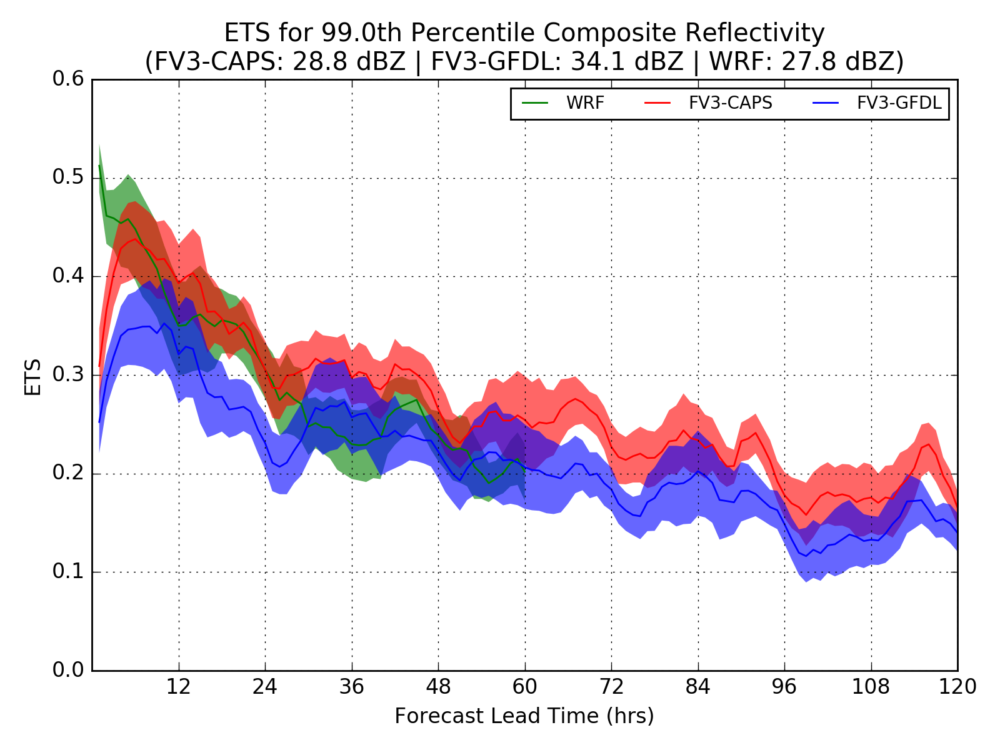 ETS for 99.0th Percentile Composite Reflectivity
(FV3-CAPS: 28.8 dBZ | FV3-GFDL: 34.1 dBZ | WRF: 27.8 dBZ)
WRF FV3-CAPS FV3-GFDL
0.6
0.5
0.4
0.3
0.2
0.1
0.0
ETS
12 24 36 48 60 72 84 96 108 120
Forecast Lead Time (hrs)